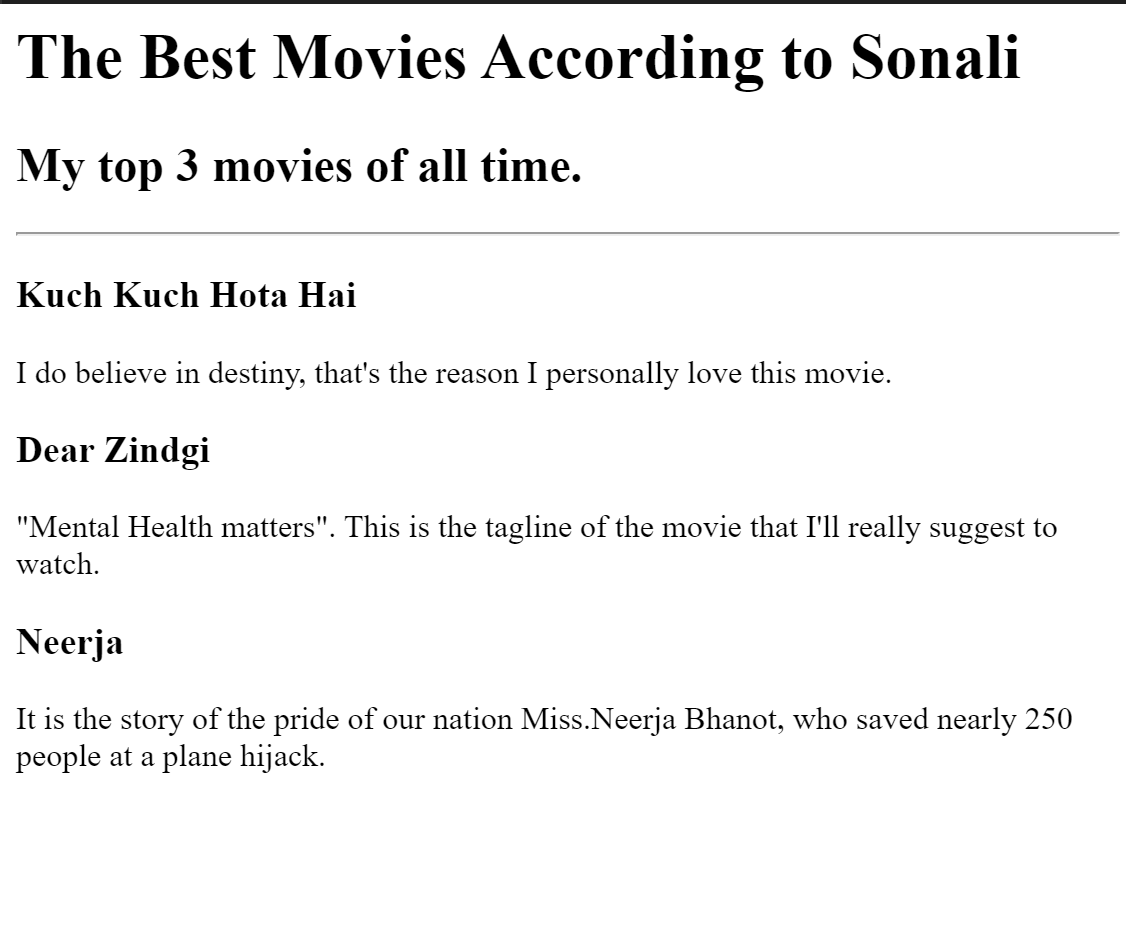 The Best Movies According to Sonali
My top 3 movies of all time.
Kuch Kuch Hota Hai
I do believe in destiny, that's the reason I personally love this movie.
Dear Zindgi
"Mental Health matters". This is the tagline of the movie that I'll really suggest to
watch.
Neerja
It is the story of the pride of our nation Miss.Neerja Bhanot, who saved nearly 250
people at a plane hijack.